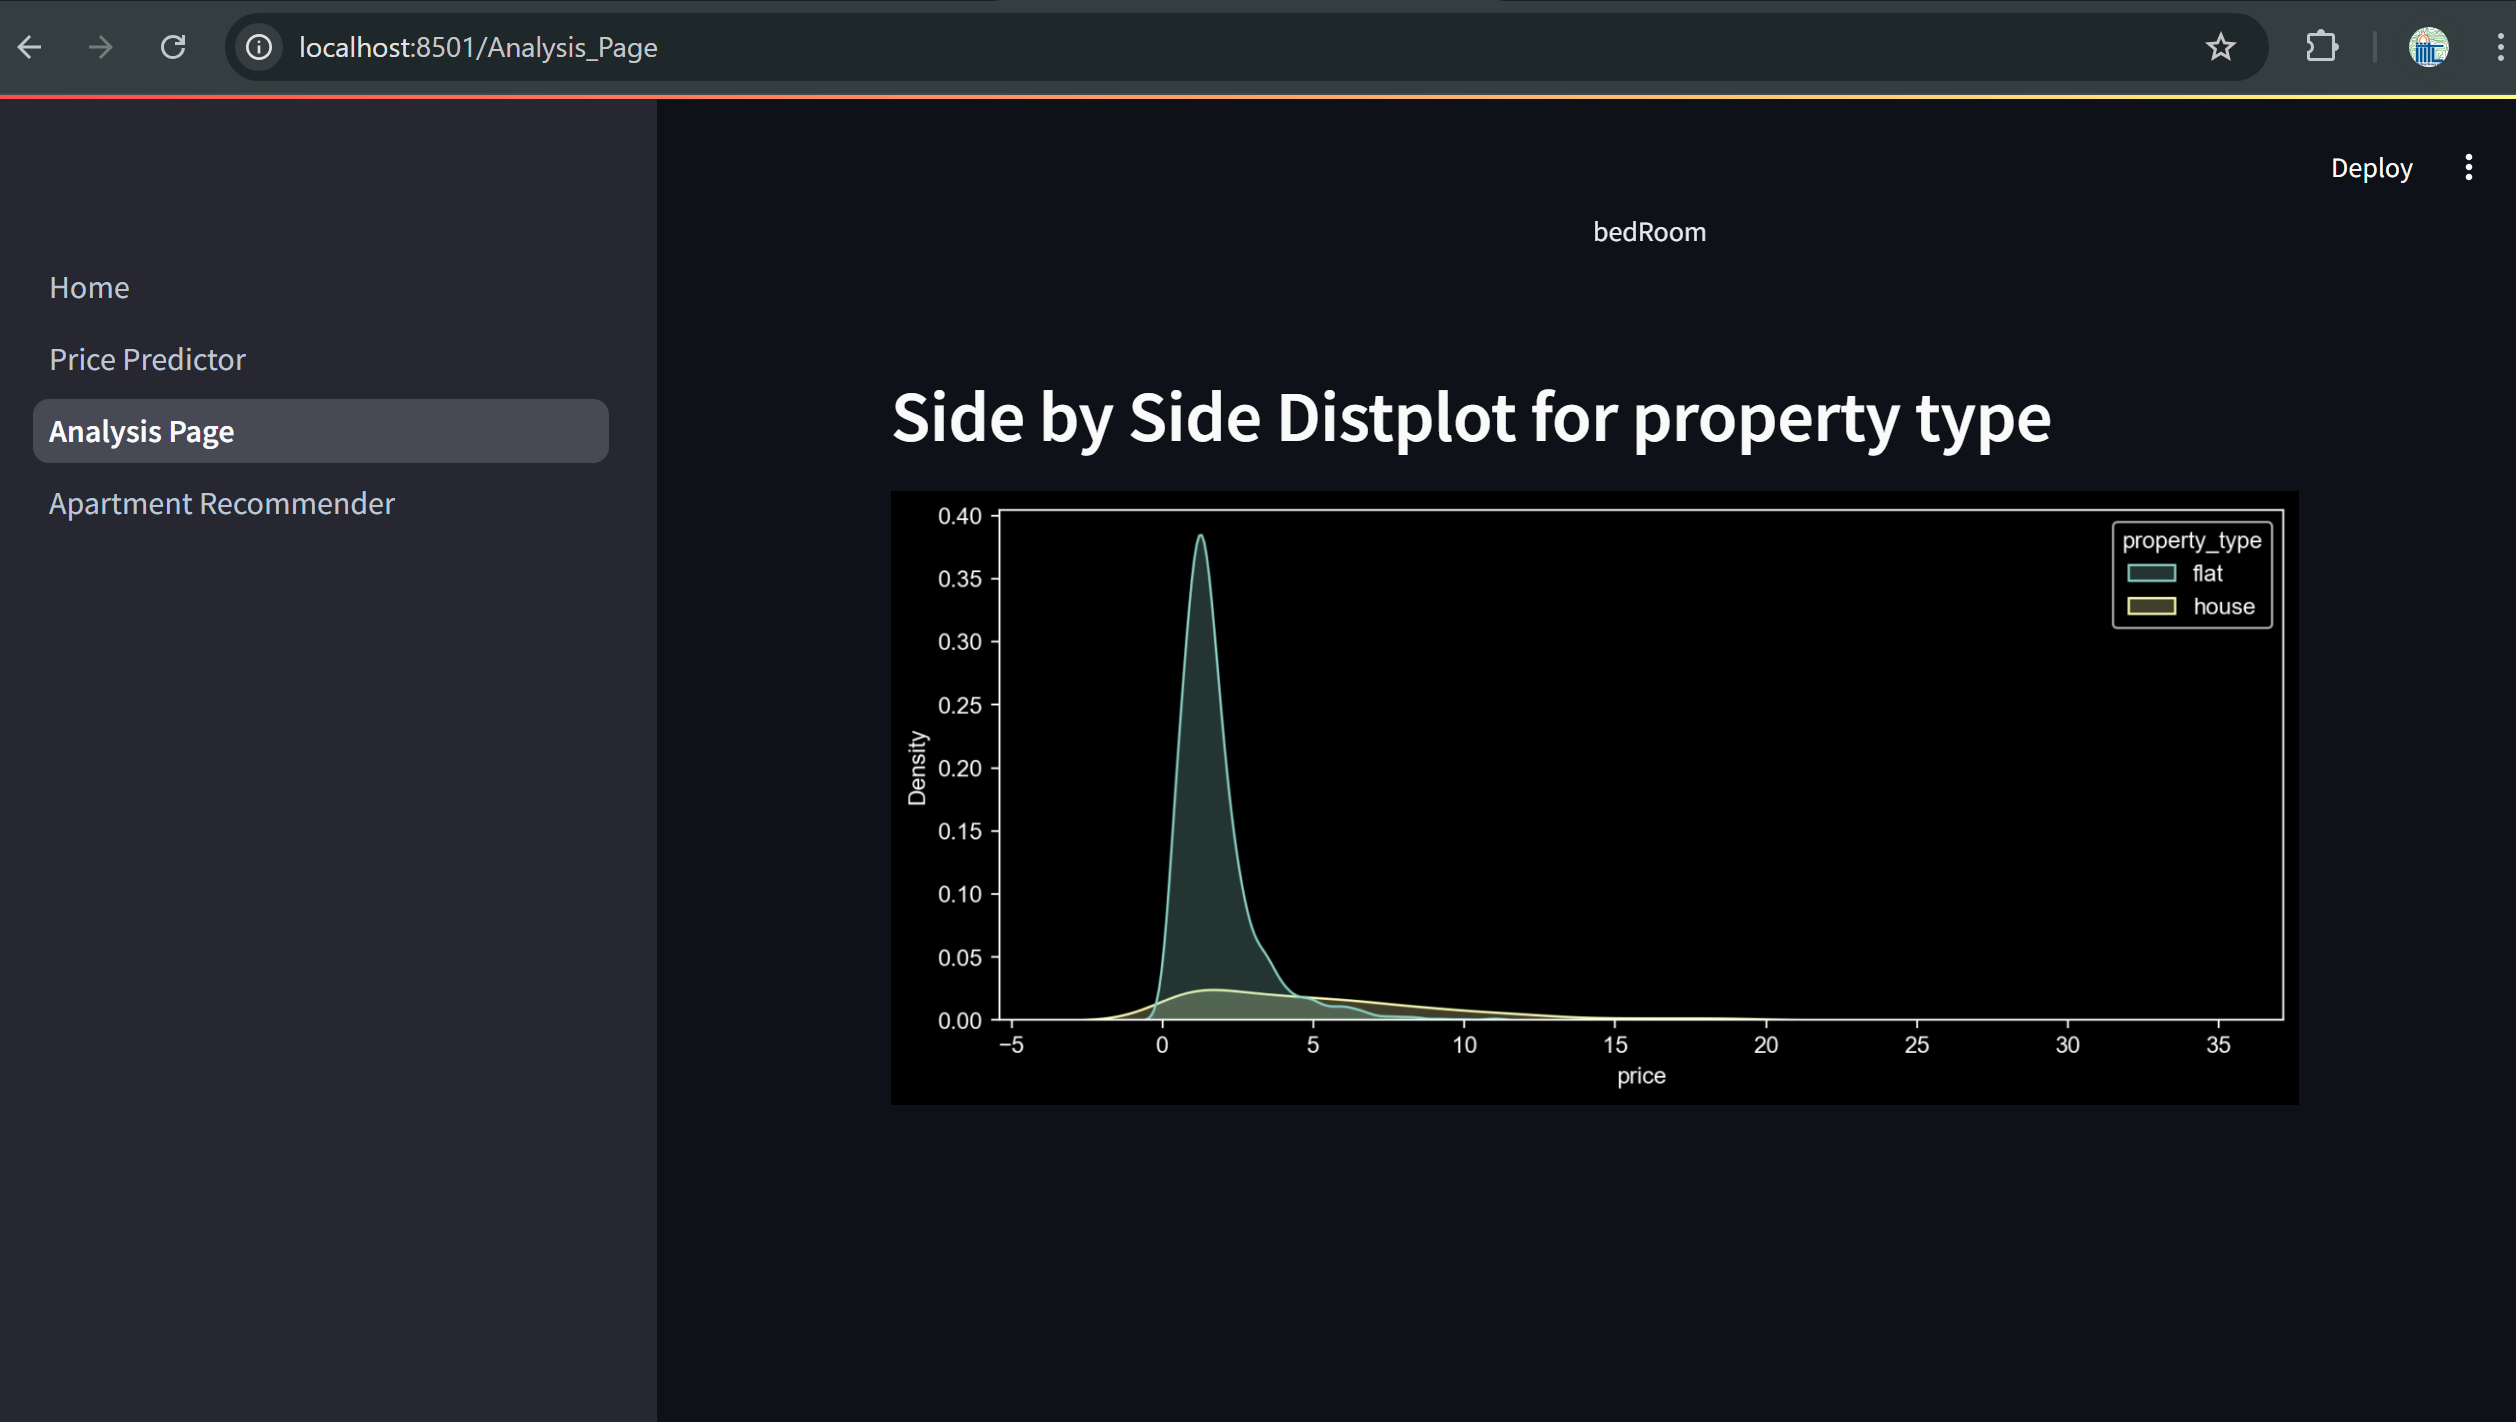 localhost:8501/Analysis_Page
Deploy
bedRoom
Home
Price Predictor
Analysis Page
Apartment Recommender
Side by Side Distplot for property type
0.40
0.35
0.30
0.25
0.20
0.15
0.10
0.05
0.00
Density
property_type
flat
house
−5 0 5 10 15 20 25 30 35
price